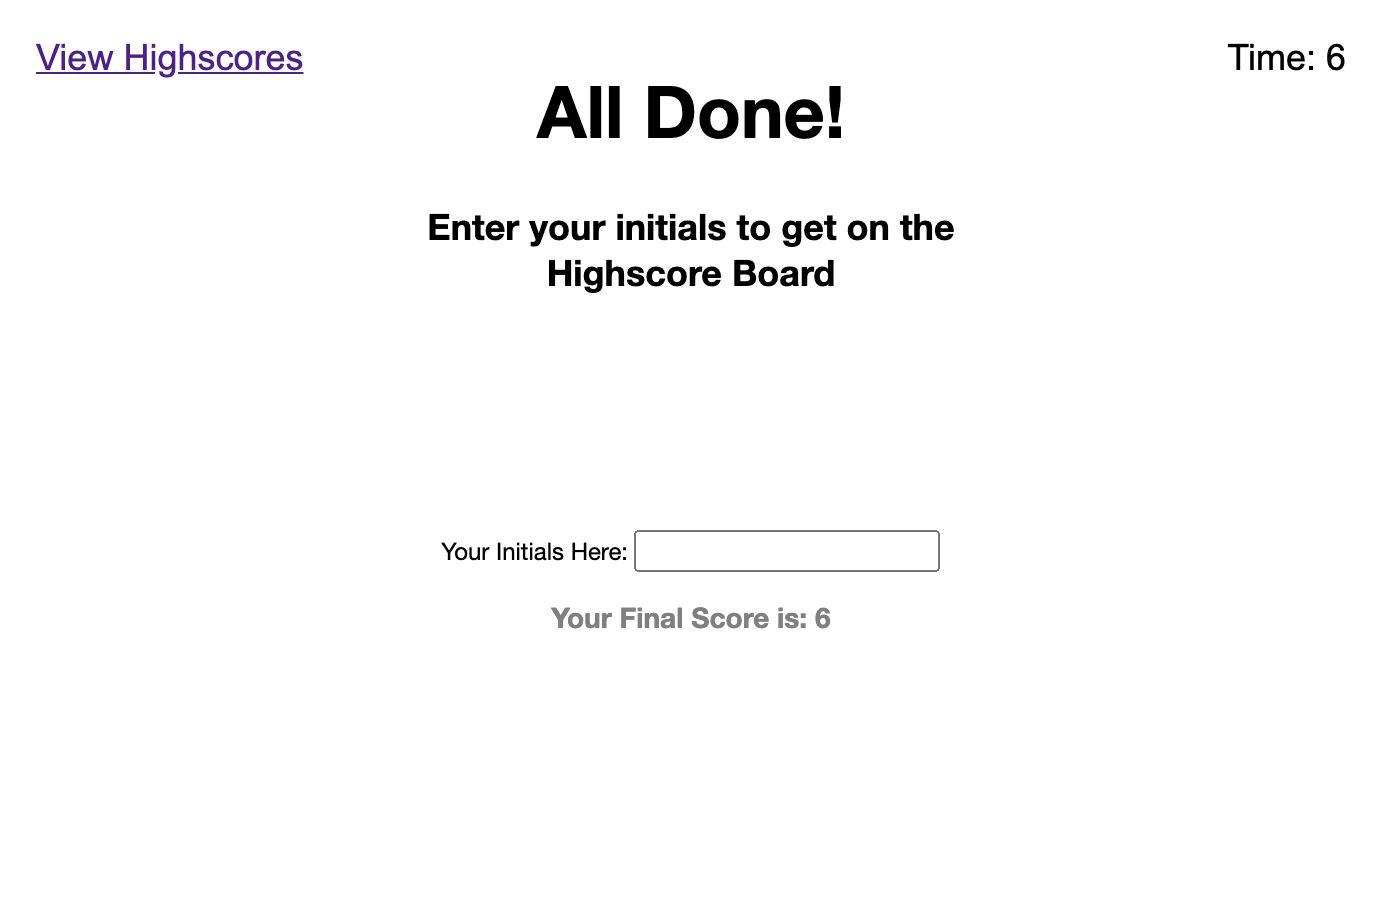 View Highscores
Time: 6
All Done!
Enter your initials to get on the
Highscore Board
Your Initials Here:
Your Final Score is: 6